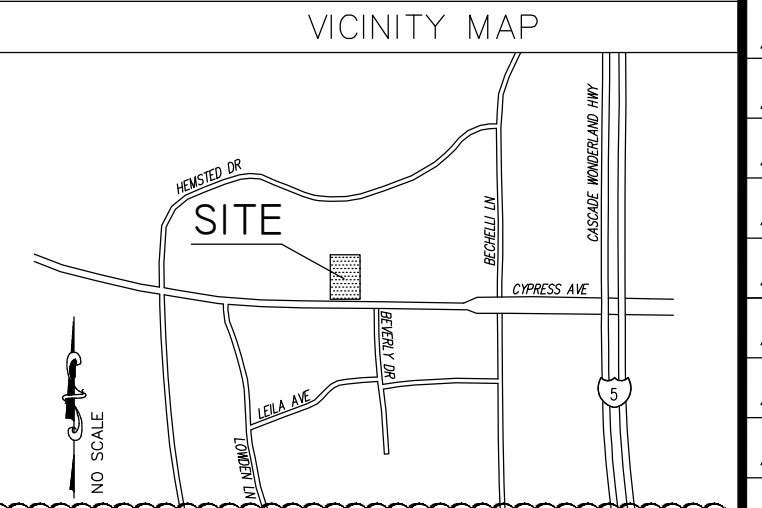 VICINITY MAP
HEMSTED DR
SITE
CASCADE WONDERLAND HWY
BECHELLI LN
CYPRESS AVE
BEVERLY DR
LEILA AVE
5
LOWDEN LN
NO SCALE